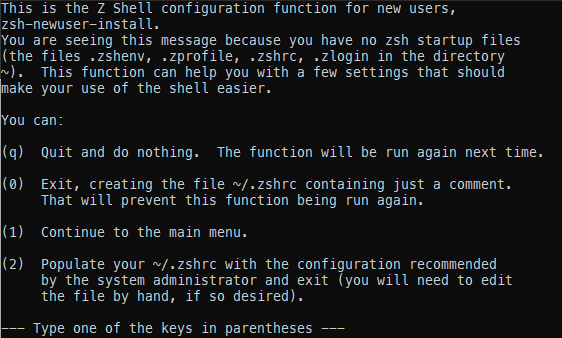 This is the Z Shell configuration function for new users,
zsh-newuser-install.
You are seeing this message because you have no zsh startup files
(the files .zshenv, .zprofile, .zshrc, .zlogin in the directory
~).  This function can help you with a few settings that should
make your use of the shell easier.

You can:

(q)  Quit and do nothing.  The function will be run again next time.

(0)  Exit, creating the file ~/.zshrc containing just a comment.
     That will prevent this function being run again.

(1)  Continue to the main menu.

(2)  Populate your ~/.zshrc with the configuration recommended
     by the system administrator and exit (you will need to edit
     the file by hand, if so desired).

--- Type one of the keys in parentheses ---